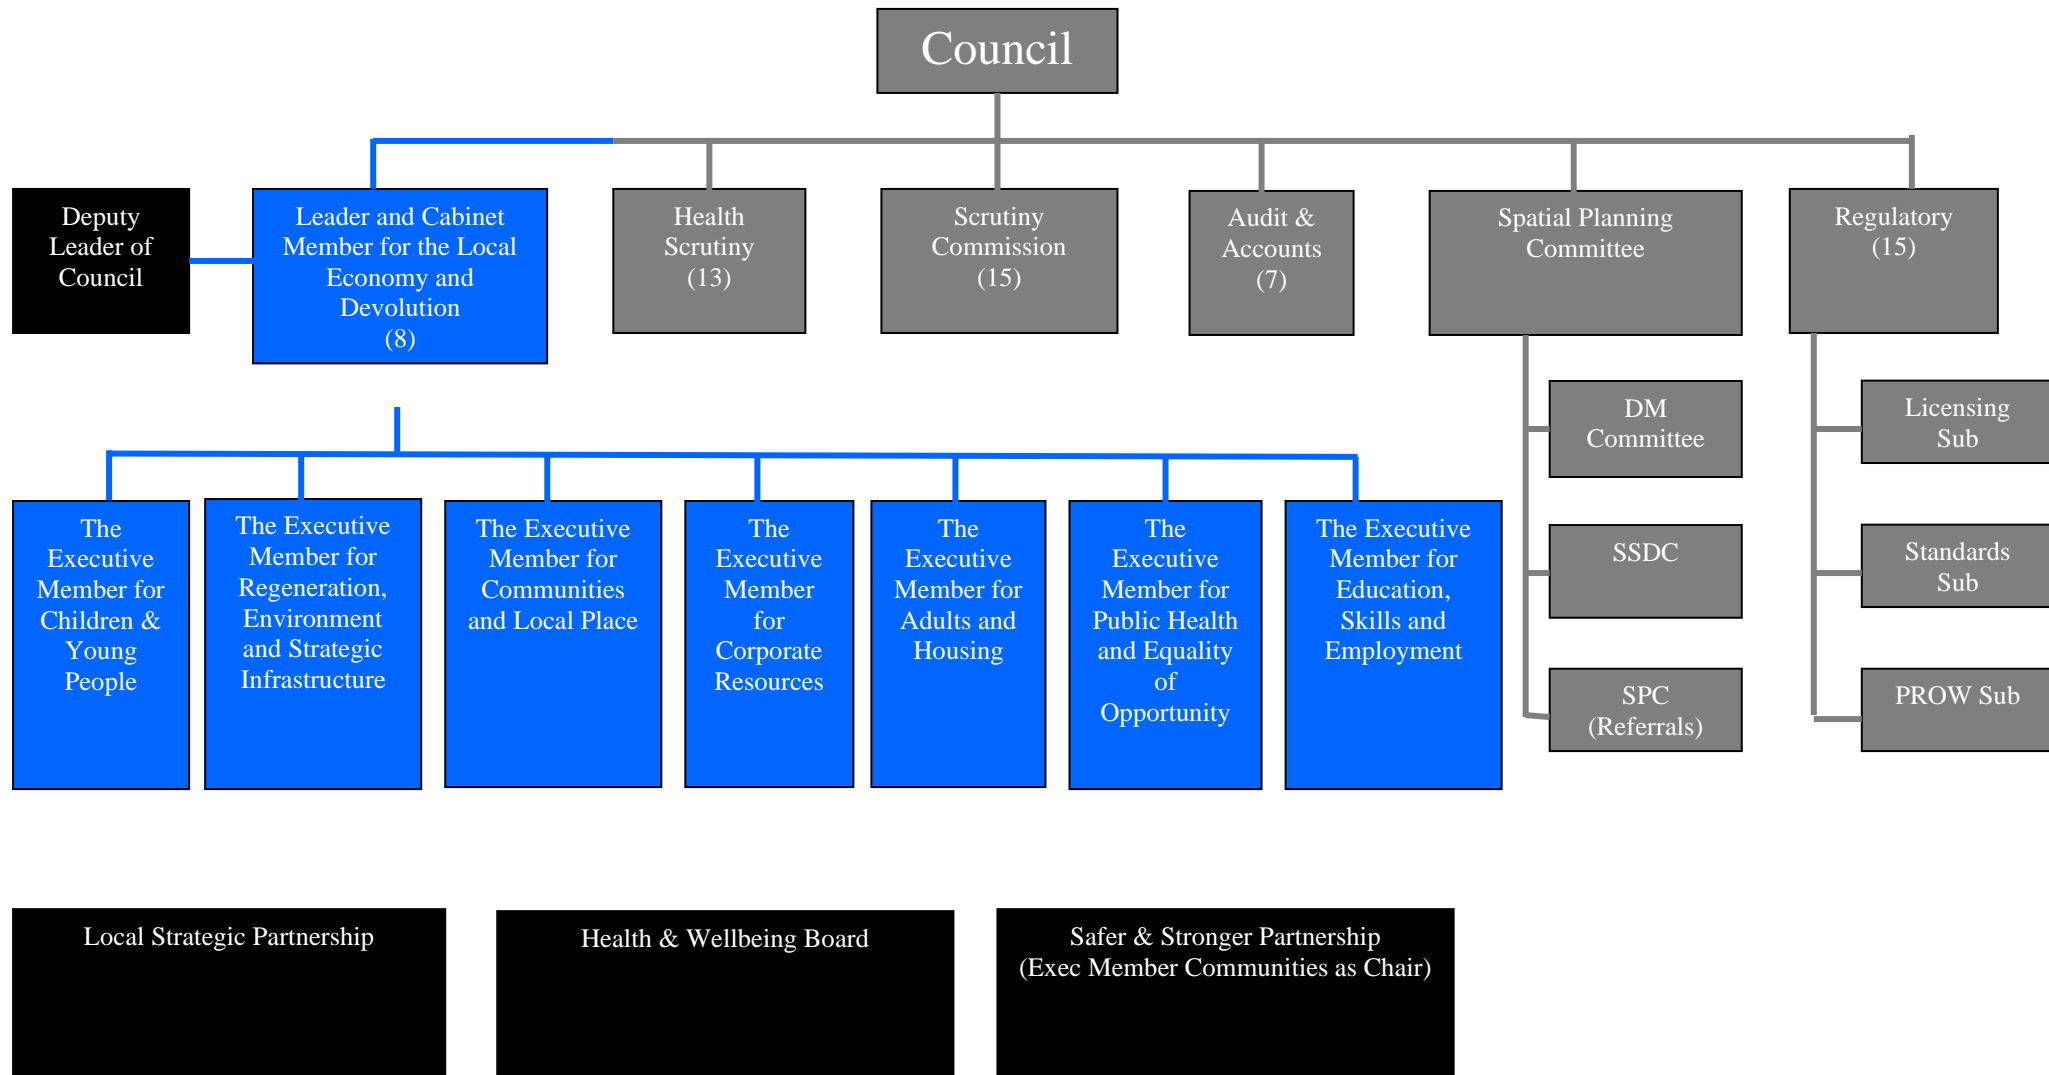 Council
Deputy
Leader of
Council
Leader and Cabinet
Member for the Local
Economy and
Devolution
(8)
Health
Scrutiny
(13)
Scrutiny
Commission
(15)
Audit &
Accounts
(7)
Spatial Planning
Committee
Regulatory
(15)
DM
Committee
SSDC
SPC
(Referrals)
Licensing
Sub
Standards
Sub
PROW Sub
The
Executive
Member for
Children &
Young
People
The Executive
Member for
Regeneration,
Environment
and Strategic
Infrastructure
The Executive
Member for
Communities
and Local Place
The
Executive
Member
for
Corporate
Resources
The
Executive
Member for
Adults and
Housing
The
Executive
Member for
Public Health
and Equality
of
Opportunity
The Executive
Member for
Education,
Skills and
Employment
Local Strategic Partnership
Health & Wellbeing Board
Safer & Stronger Partnership
(Exec Member Communities as Chair)